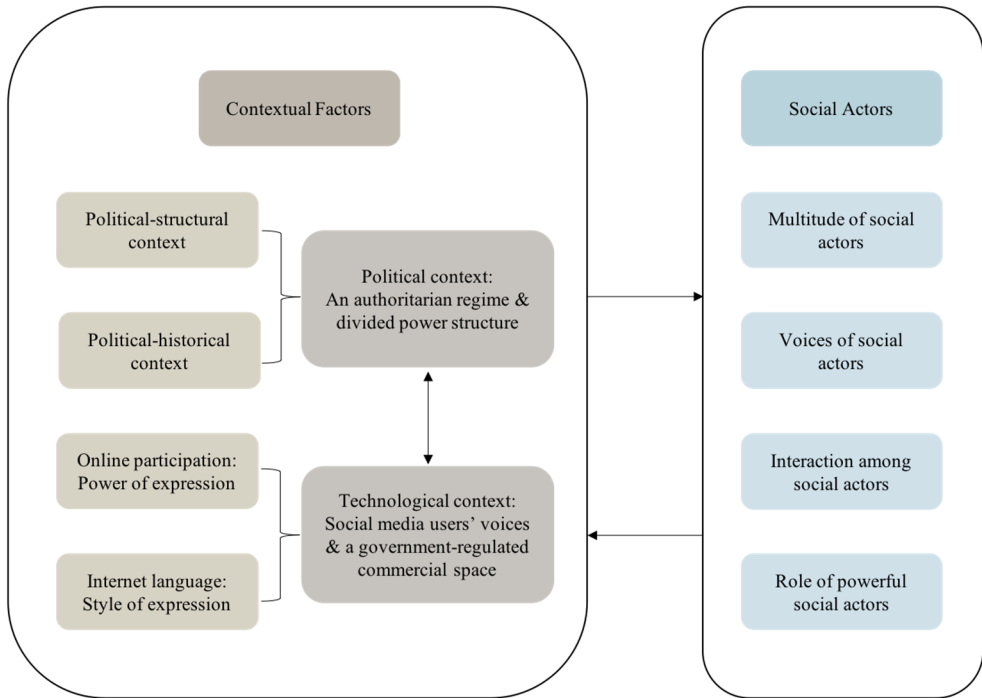 Contextual Factors
Political-structural
context
Political-historical
context
Political context:
An authoritarian regime &
divided power structure
Online participation:
Power of expression
Internet language:
Style of expression
Technological context:
Social media users’ voices
& a government-regulated
commercial space
Social Actors
Multitude of social
actors
Voices of social
actors
Interaction among
social actors
Role of powerful
social actors